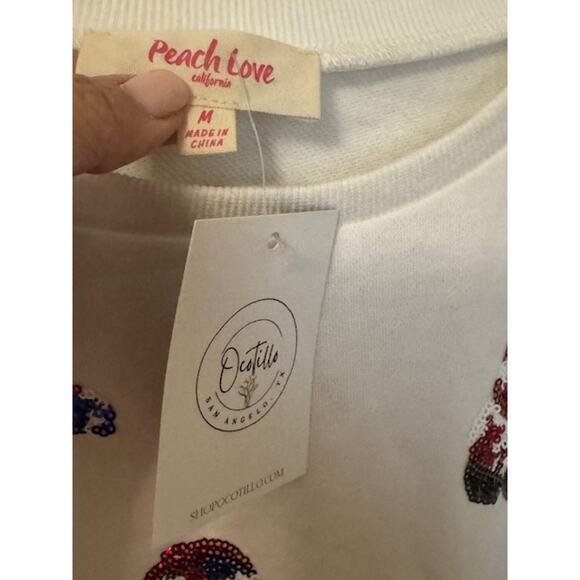 Peach Love
california
M
MADE IN
CHINA
Ocotillo
SAN ANGELO, TX
SHOPOCOTILLO.COM